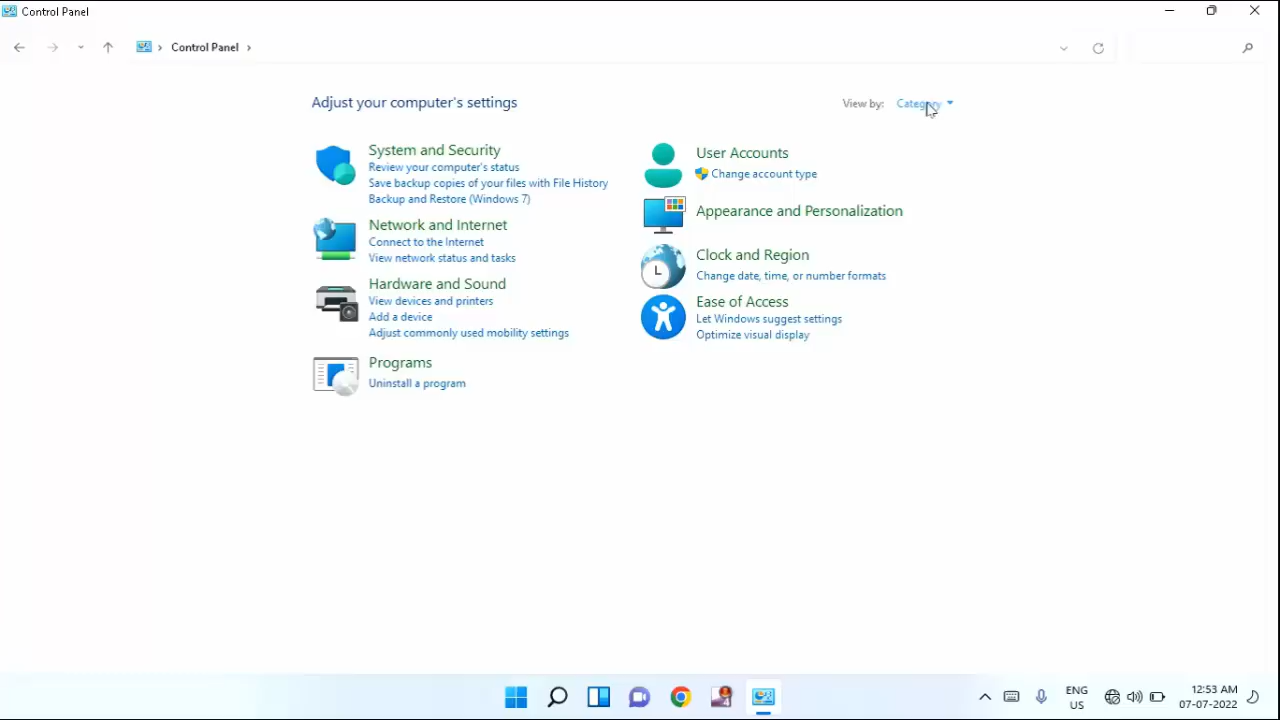 Control Panel
Control Panel
Adjust your computer's settings
View by: Category
System and Security
Review your computer's status
Save backup copies of your files with File History
Backup and Restore (Windows 7)
Network and Internet
Connect to the Internet
View network status and tasks
Hardware and Sound
View devices and printers
Add a device
Adjust commonly used mobility settings
Programs
Uninstall a program
User Accounts
Change account type
Appearance and Personalization
Clock and Region
Change date, time, or number formats
Ease of Access
Let Windows suggest settings
Optimize visual display
ENG
US
12:53 AM
07-07-2022